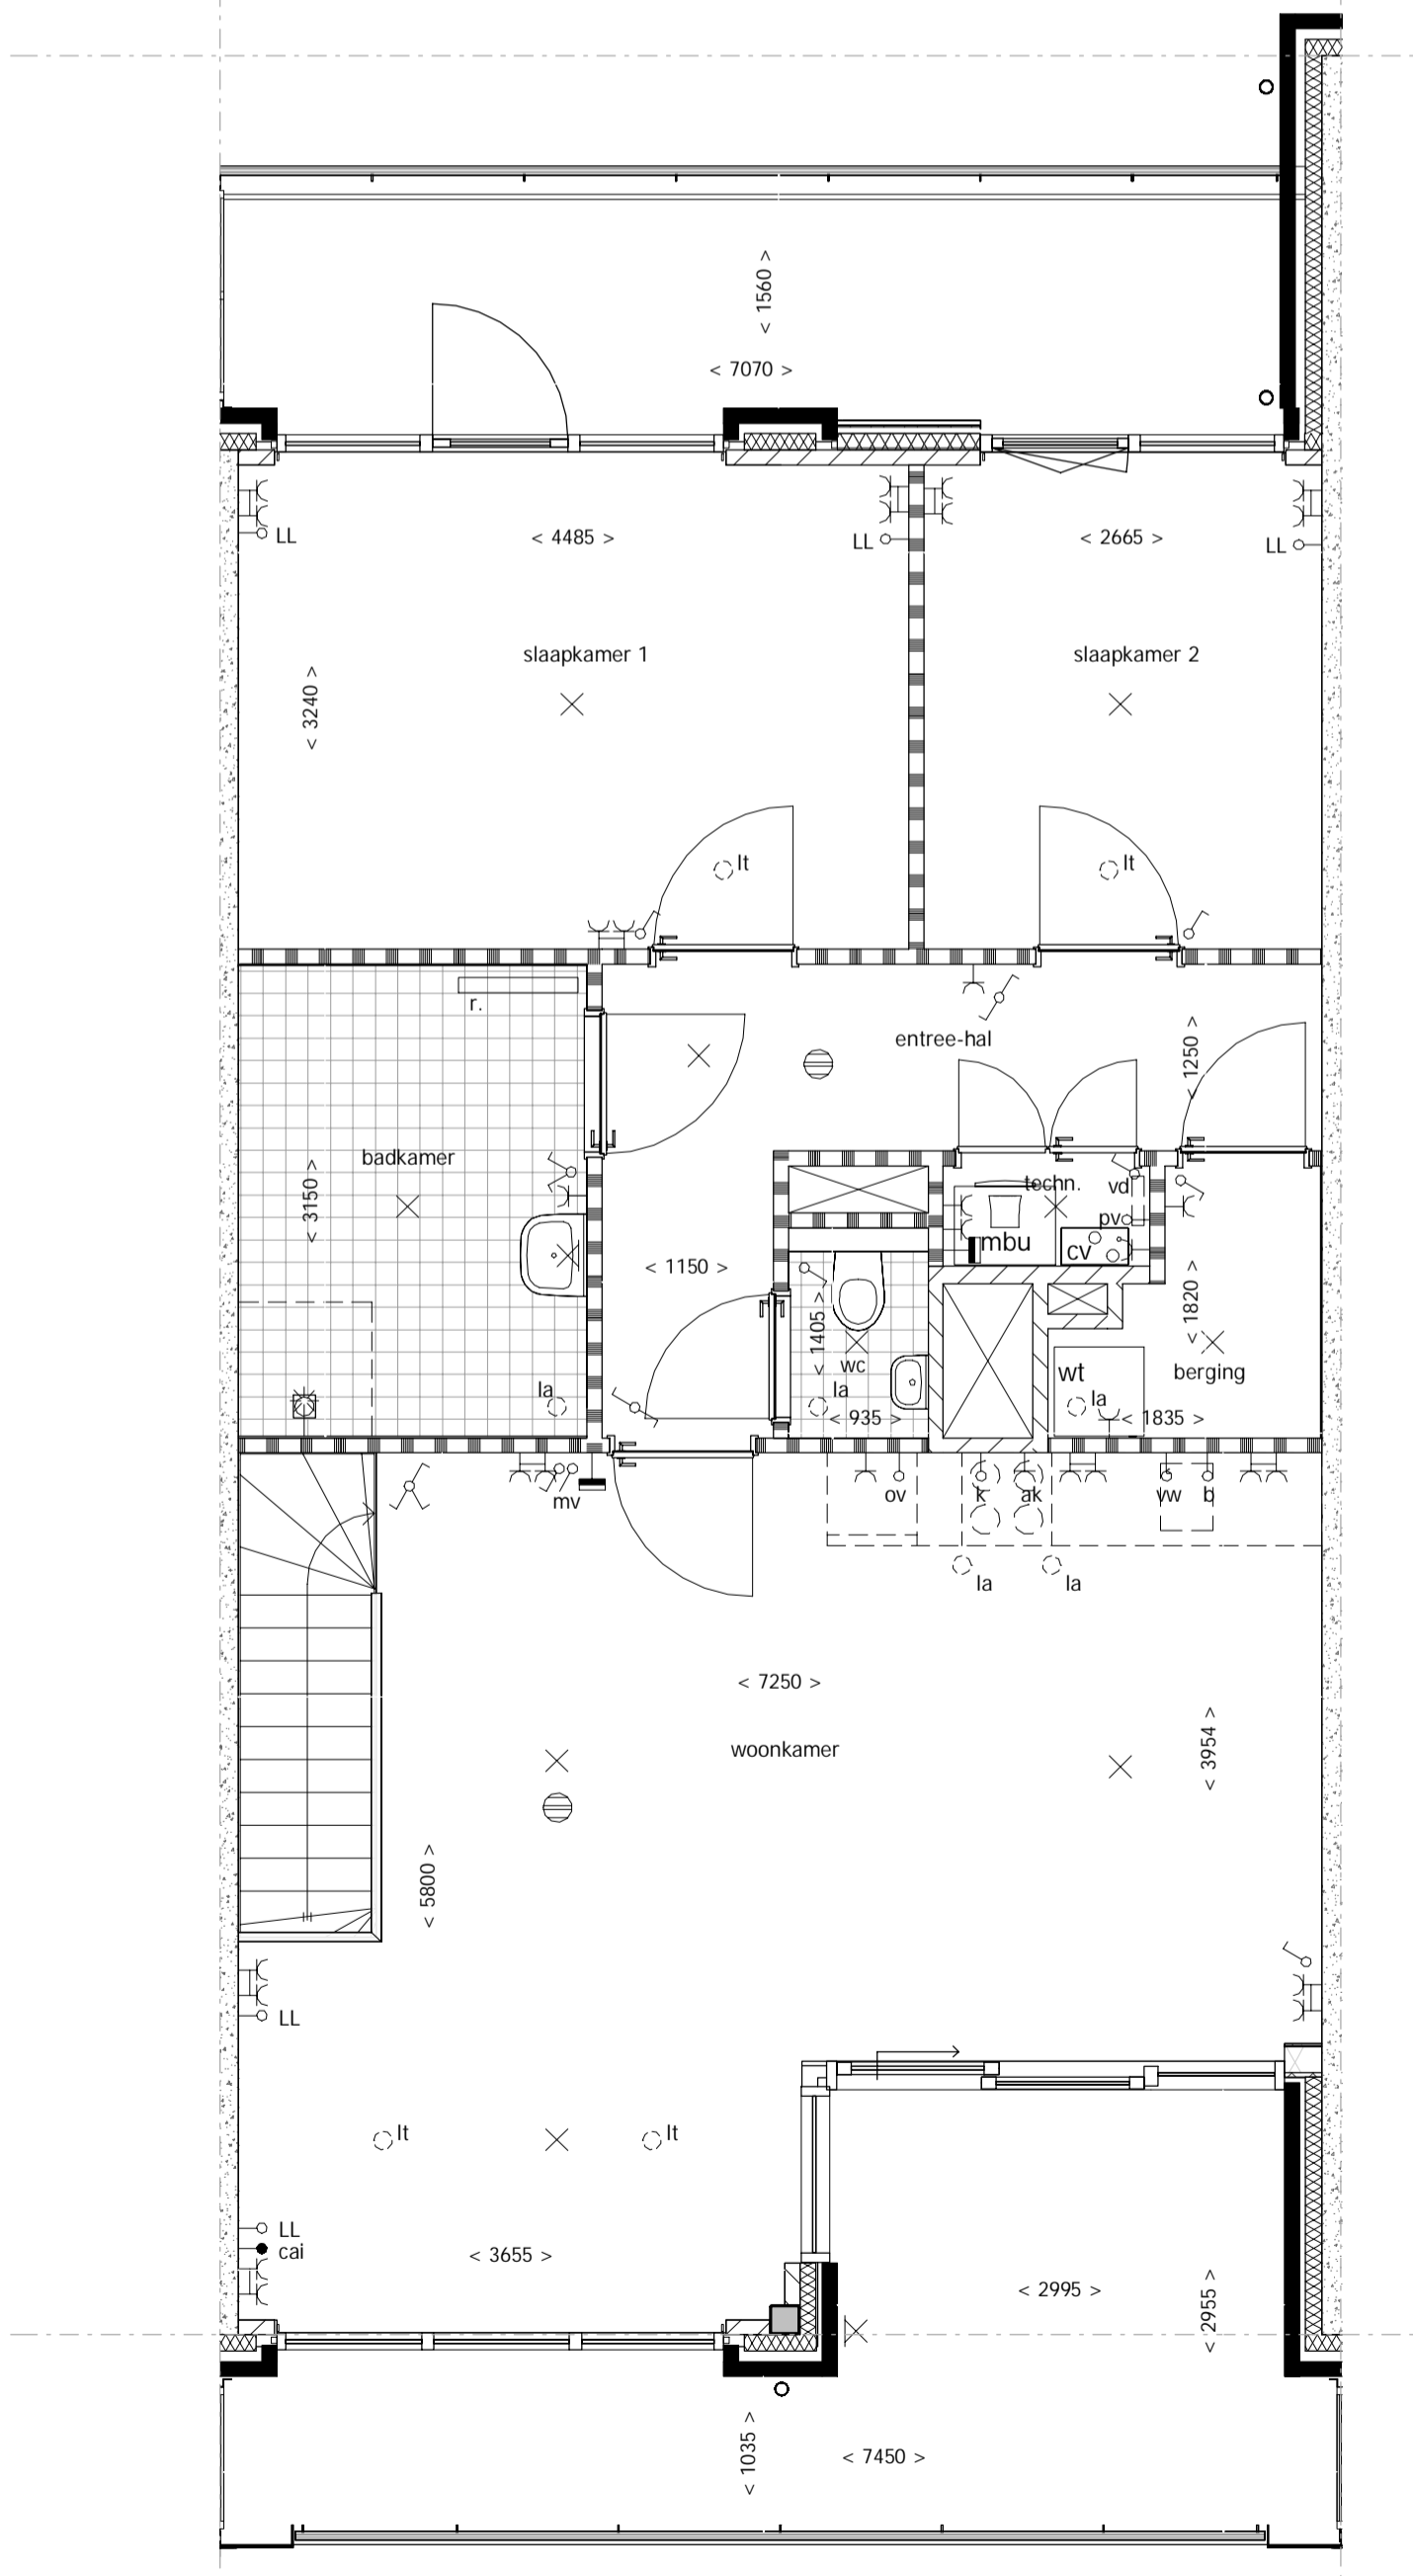 < 1560 >
< 7070 >
LL
< 4485 >
LL
< 2665 >
LL
slaapkamer 1
slaapkamer 2
< 3240 >
lt
lt
r.
entree-hal
< 1250 >
badkamer
< 3150 >
techn.
vd
pv
mbu
cv
< 1150 >
< 1405 >
< 1820 >
wc
wt
berging
la
la
la
< 935 >
< 1835 >
mv
ov
k
ak
vw
b
la
la
< 7250 >
woonkamer
< 3954 >
< 5800 >
LL
lt
lt
LL
cai
< 3655 >
< 2995 >
< 2955 >
< 1035 >
< 7450 >